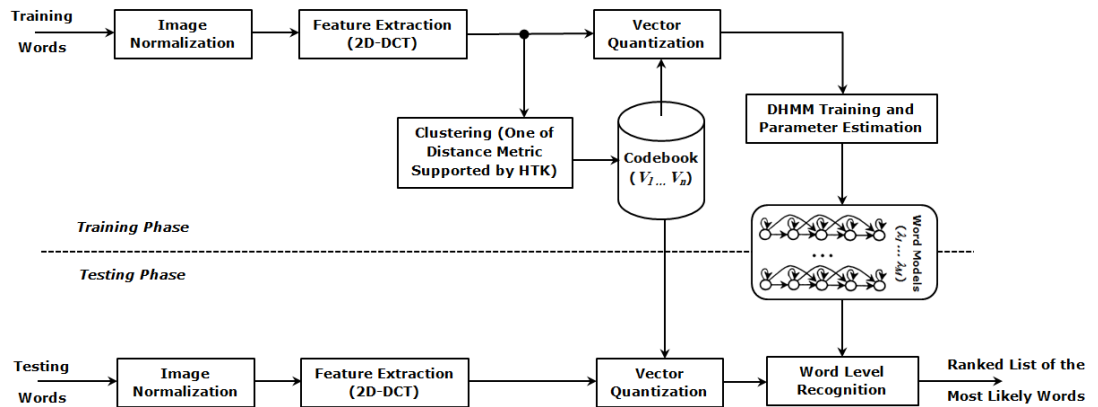 Training
Words
Image
Normalization
Feature Extraction
(2D-DCT)
Vector
Quantization
DHMM Training and
Parameter Estimation
Clustering (One of
Distance Metric
Supported by HTK)
Codebook
(V1 ... Vn)
Training Phase
Word Models
(λ1 ... λM)
...
Testing Phase
Testing
Words
Image
Normalization
Feature Extraction
(2D-DCT)
Vector
Quantization
Word Level
Recognition
Ranked List of the
Most Likely Words